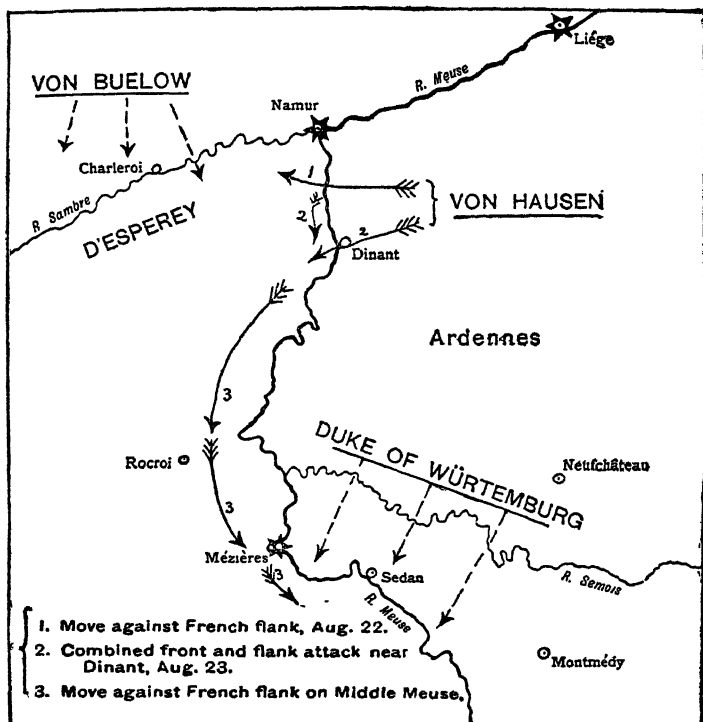 Liége
R. Meuse
VON BUELOW
Namur
Charleroi
1
VON HAUSEN
R. Sambre
2
2
D'ESPEREY
Dinant
Ardennes
3
DUKE OF WÜRTEMBURG
Rocroi
Neufchâteau
3
Mézières
3
Sedan
R. Semois
R. Meuse
1. Move against French flank, Aug. 22.
2. Combined front and flank attack near
Dinant, Aug. 23.
Montmédy
3. Move against French flank on Middle Meuse.